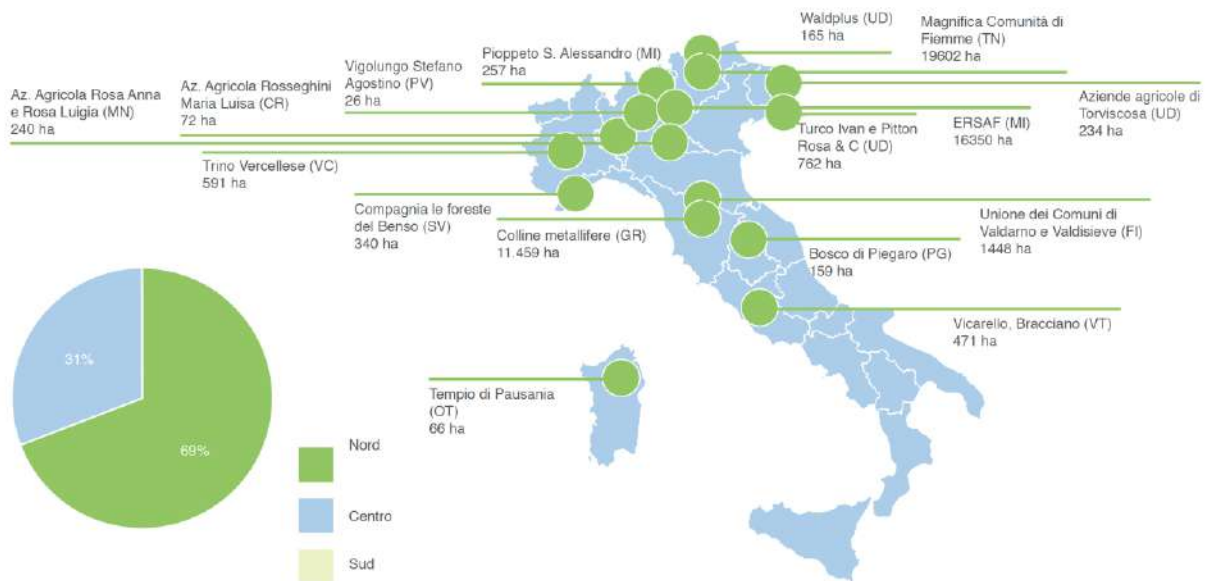 Waldplus (UD)
165 ha
Magnifica Comunità di
Fiemme (TN)
19602 ha
Pioppeto S. Alessandro (MI)
257 ha
Vigolungo Stefano
Agostino (PV)
26 ha
Az. Agricola Rosseghini
Maria Luisa (CR)
72 ha
Az. Agricola Rosa Anna
e Rosa Luigia (MN)
240 ha
Aziende agricole di
Torviscosa (UD)
234 ha
ERSAF (MI)
16350 ha
Turco Ivan e Pitton
Rosa & C (UD)
762 ha
Trino Vercellese (VC)
591 ha
Compagnia le foreste
del Benso (SV)
340 ha
Colline metallifere (GR)
11.459 ha
Unione dei Comuni di
Valdarno e Valdisieve (FI)
1448 ha
Bosco di Piegaro (PG)
159 ha
Vicarello, Bracciano (VT)
471 ha
Tempio di Pausania
(OT)
66 ha
31%
69%
Nord
Centro
Sud